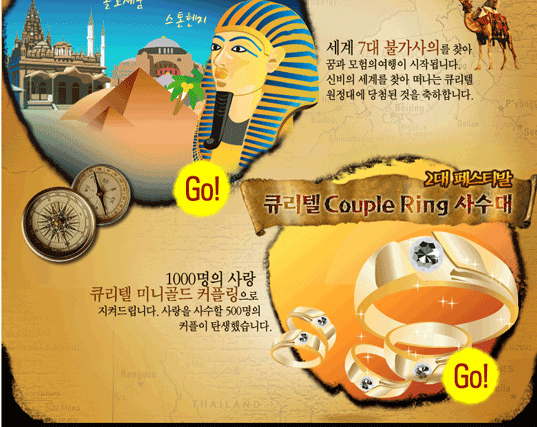 스톤헨지
세계 7대 불가사의를 찾아
꿈과 모험의여행이 시작됩니다.
신비의 세계를 찾아 떠나는 큐리텔
원정대에 당첨된 것을 축하합니다.
Go!
2대 페스티발
큐리텔 Couple Ring 사수대
1000명의 사랑
큐리텔 미니골드 커플링으로
지켜드립니다. 사랑을 사수할 500명의
커플이 탄생했습니다.
Go!
THAILAND